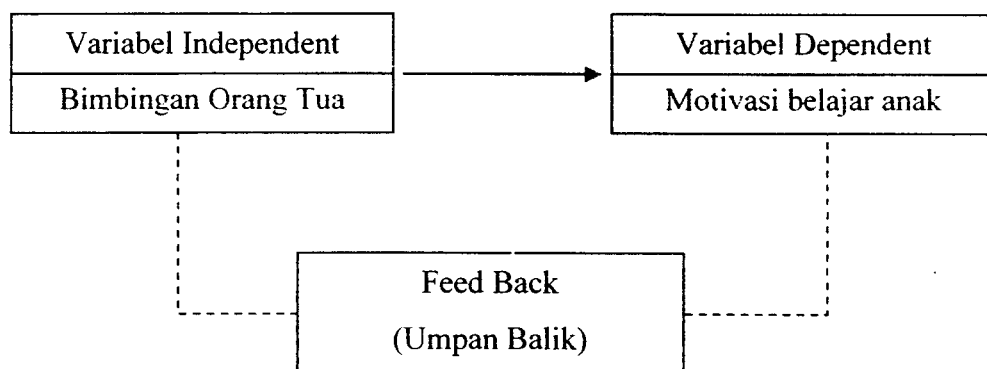 Variabel Independent
Bimbingan Orang Tua
Variabel Dependent
Motivasi belajar anak
Feed Back
(Umpan Balik)